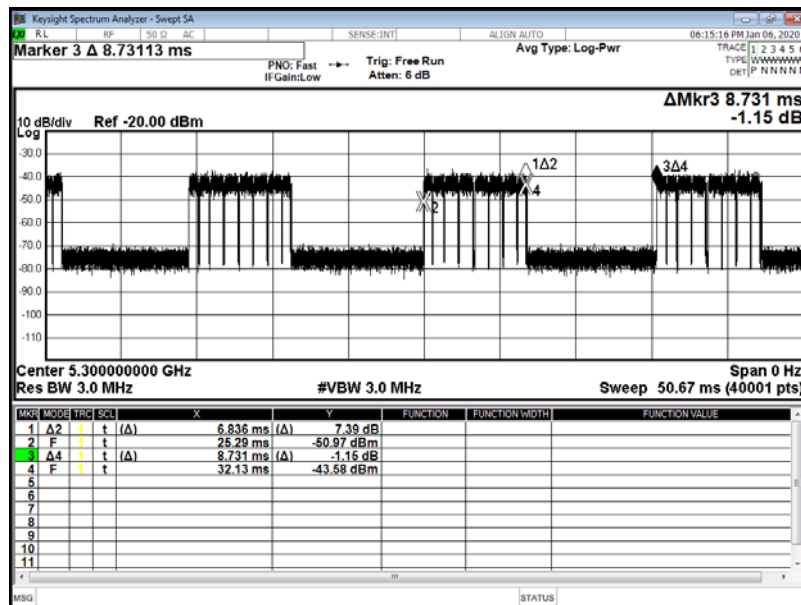 Keysight Spectrum Analyzer - Swept SA
RL RF 50 Ω AC SENSE:INT ALIGN AUTO 06:15:16 PM Jan 06, 2020
Marker 3 Δ 8.73113 ms
PNO: Fast
IFGain:Low
Trig: Free Run
Atten: 6 dB
Avg Type: Log-Pwr
TRACE 1 2 3 4 5
TYPE
DET P N N N N
ΔMkr3 8.731 ms
-1.15 dB
10 dB/div Ref -20.00 dBm
Log
-30.0
-40.0
-50.0
-60.0
-70.0
-80.0
-90.0
-100
-110
1Δ2
3Δ4
4
2
Center 5.300000000 GHz Span 0 Hz
Res BW 3.0 MHz #VBW 3.0 MHz Sweep 50.67 ms (40001 pts)
MKR MODE TRC SCL X Y FUNCTION FUNCTION WIDTH FUNCTION VALUE
1 Δ2 1 t (Δ) 6.836 ms (Δ) 7.39 dB
2 F 1 t 25.29 ms -50.97 dBm
3 Δ4 1 t (Δ) 8.731 ms (Δ) -1.15 dB
4 F 1 t 32.13 ms -43.58 dBm
5
6
7
8
9
10
11
MSG STATUS